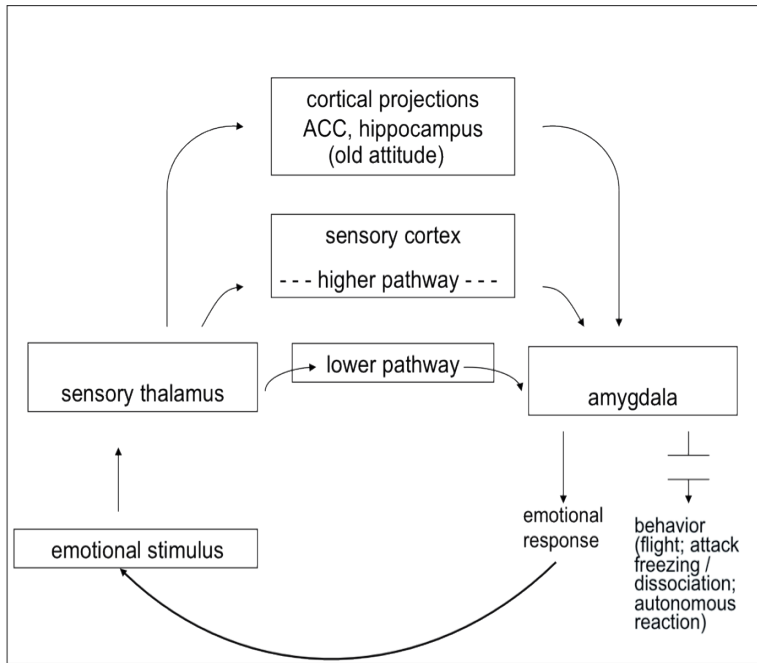 cortical projections
ACC, hippocampus
(old attitude)
sensory cortex
- - - higher pathway - - -
lower pathway
sensory thalamus
amygdala
emotional stimulus
emotional
response
behavior
(flight; attack
freezing /
dissociation;
autonomous
reaction)